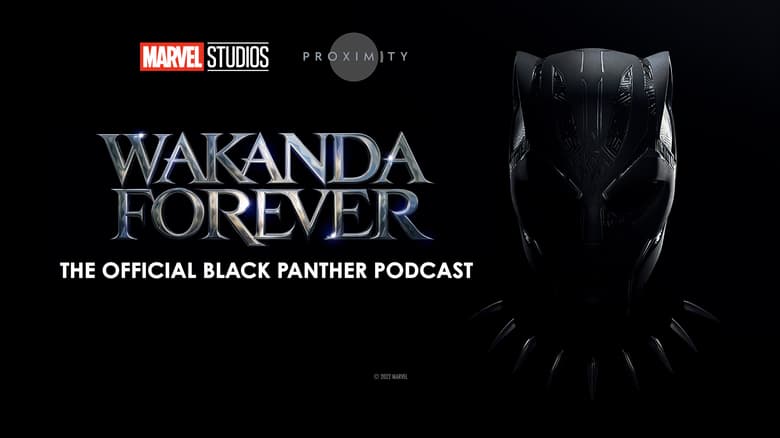 MARVEL STUDIOS
PROXIMITY
WAKANDA
FOREVER
THE OFFICIAL BLACK PANTHER PODCAST
© 2022 MARVEL